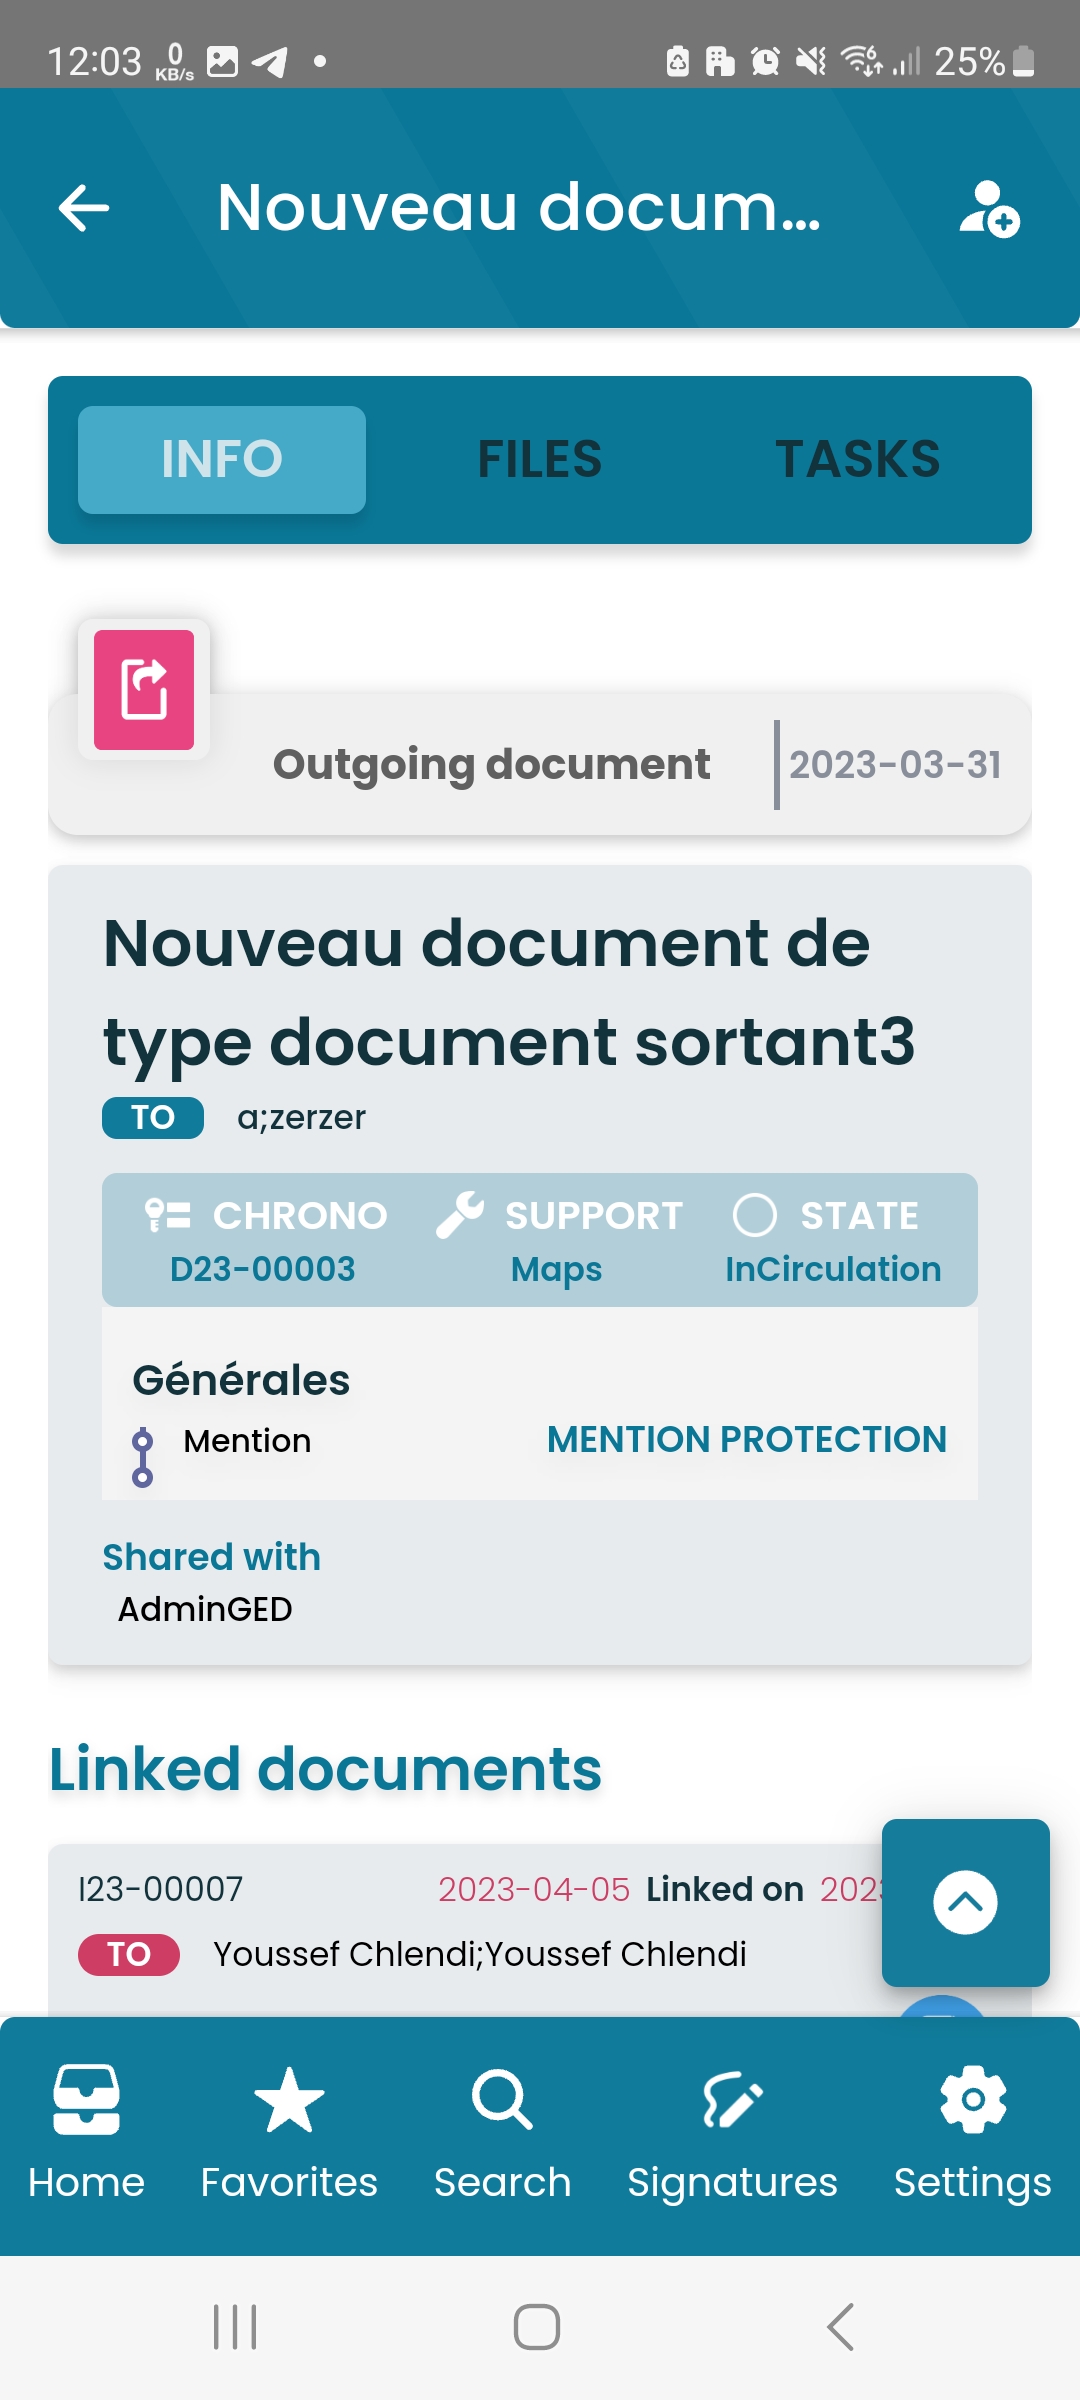 12:03 0 KB/s 25%
Nouveau docum...
INFO FILES TASKS
Outgoing document 2023-03-31
Nouveau document de
type document sortant3
TO a;zerzer
CHRONO SUPPORT STATE
D23-00003 Maps InCirculation
Générales
Mention MENTION PROTECTION
Shared with
AdminGED
Linked documents
I23-00007 2023-04-05 Linked on
TO Youssef Chlendi;Youssef Chlendi
Home Favorites Search Signatures Settings